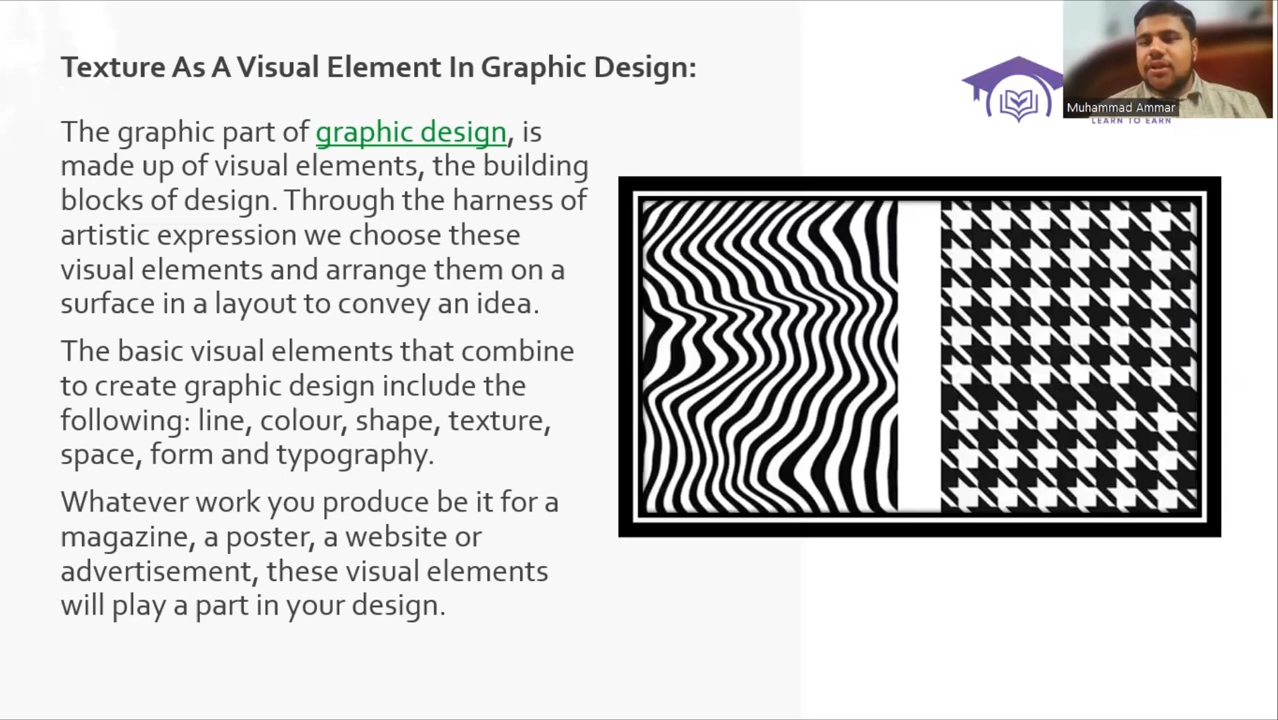 Texture As A Visual Element In Graphic Design:
The graphic part of graphic design, is
made up of visual elements, the building
blocks of design. Through the harness of
artistic expression we choose these
visual elements and arrange them on a
surface in a layout to convey an idea.
The basic visual elements that combine
to create graphic design include the
following: line, colour, shape, texture,
space, form and typography.
Whatever work you produce be it for a
magazine, a poster, a website or
advertisement, these visual elements
will play a part in your design.
Muhammad Ammar
LEARN TO EARN